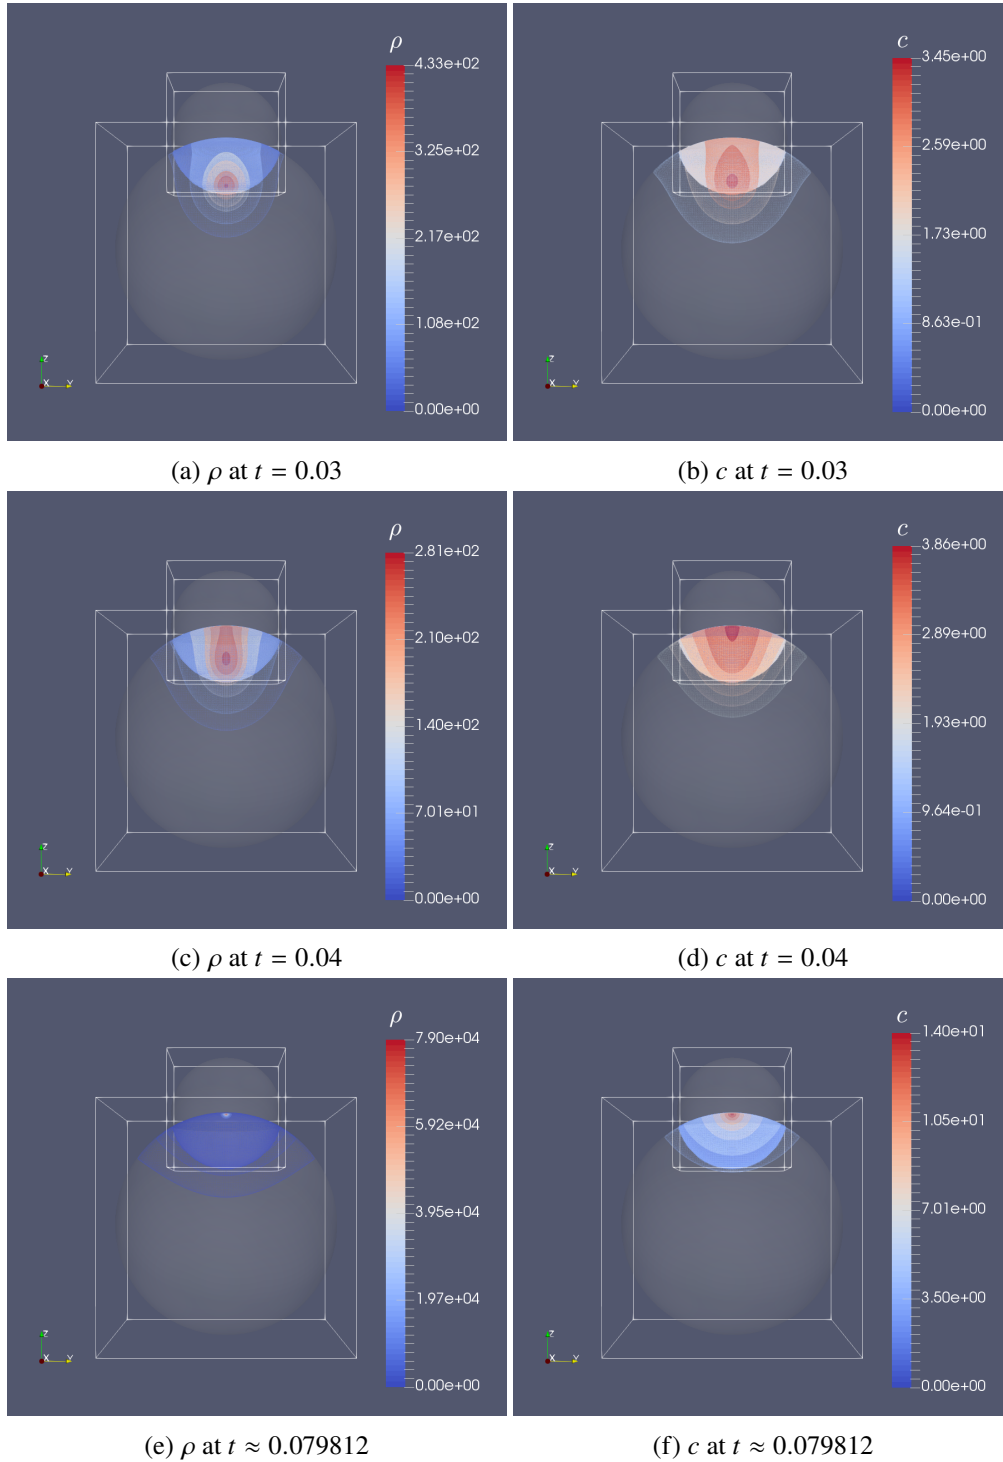 ρ
4.33e+02
3.25e+02
2.17e+02
1.08e+02
0.00e+00
Z
X Y
c
3.45e+00
2.59e+00
1.73e+00
8.63e-01
0.00e+00
Z
X Y
(a) ρ at t = 0.03
(b) c at t = 0.03
ρ
2.81e+02
2.10e+02
1.40e+02
7.01e+01
0.00e+00
Z
X Y
c
3.86e+00
2.89e+00
1.93e+00
9.64e-01
0.00e+00
Z
X Y
(c) ρ at t = 0.04
(d) c at t = 0.04
ρ
7.90e+04
5.92e+04
3.95e+04
1.97e+04
0.00e+00
Z
X Y
c
1.40e+01
1.05e+01
7.01e+00
3.50e+00
0.00e+00
Z
X Y
(e) ρ at t ≈ 0.079812
(f) c at t ≈ 0.079812